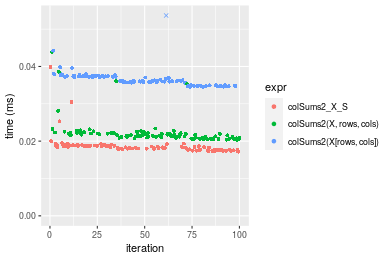 time (ms)
0.04
0.02
0.00
0
25
50
75
100
iteration
expr
colSums2_X_S
colSums2(X, rows, cols)
colSums2(X[rows, cols])